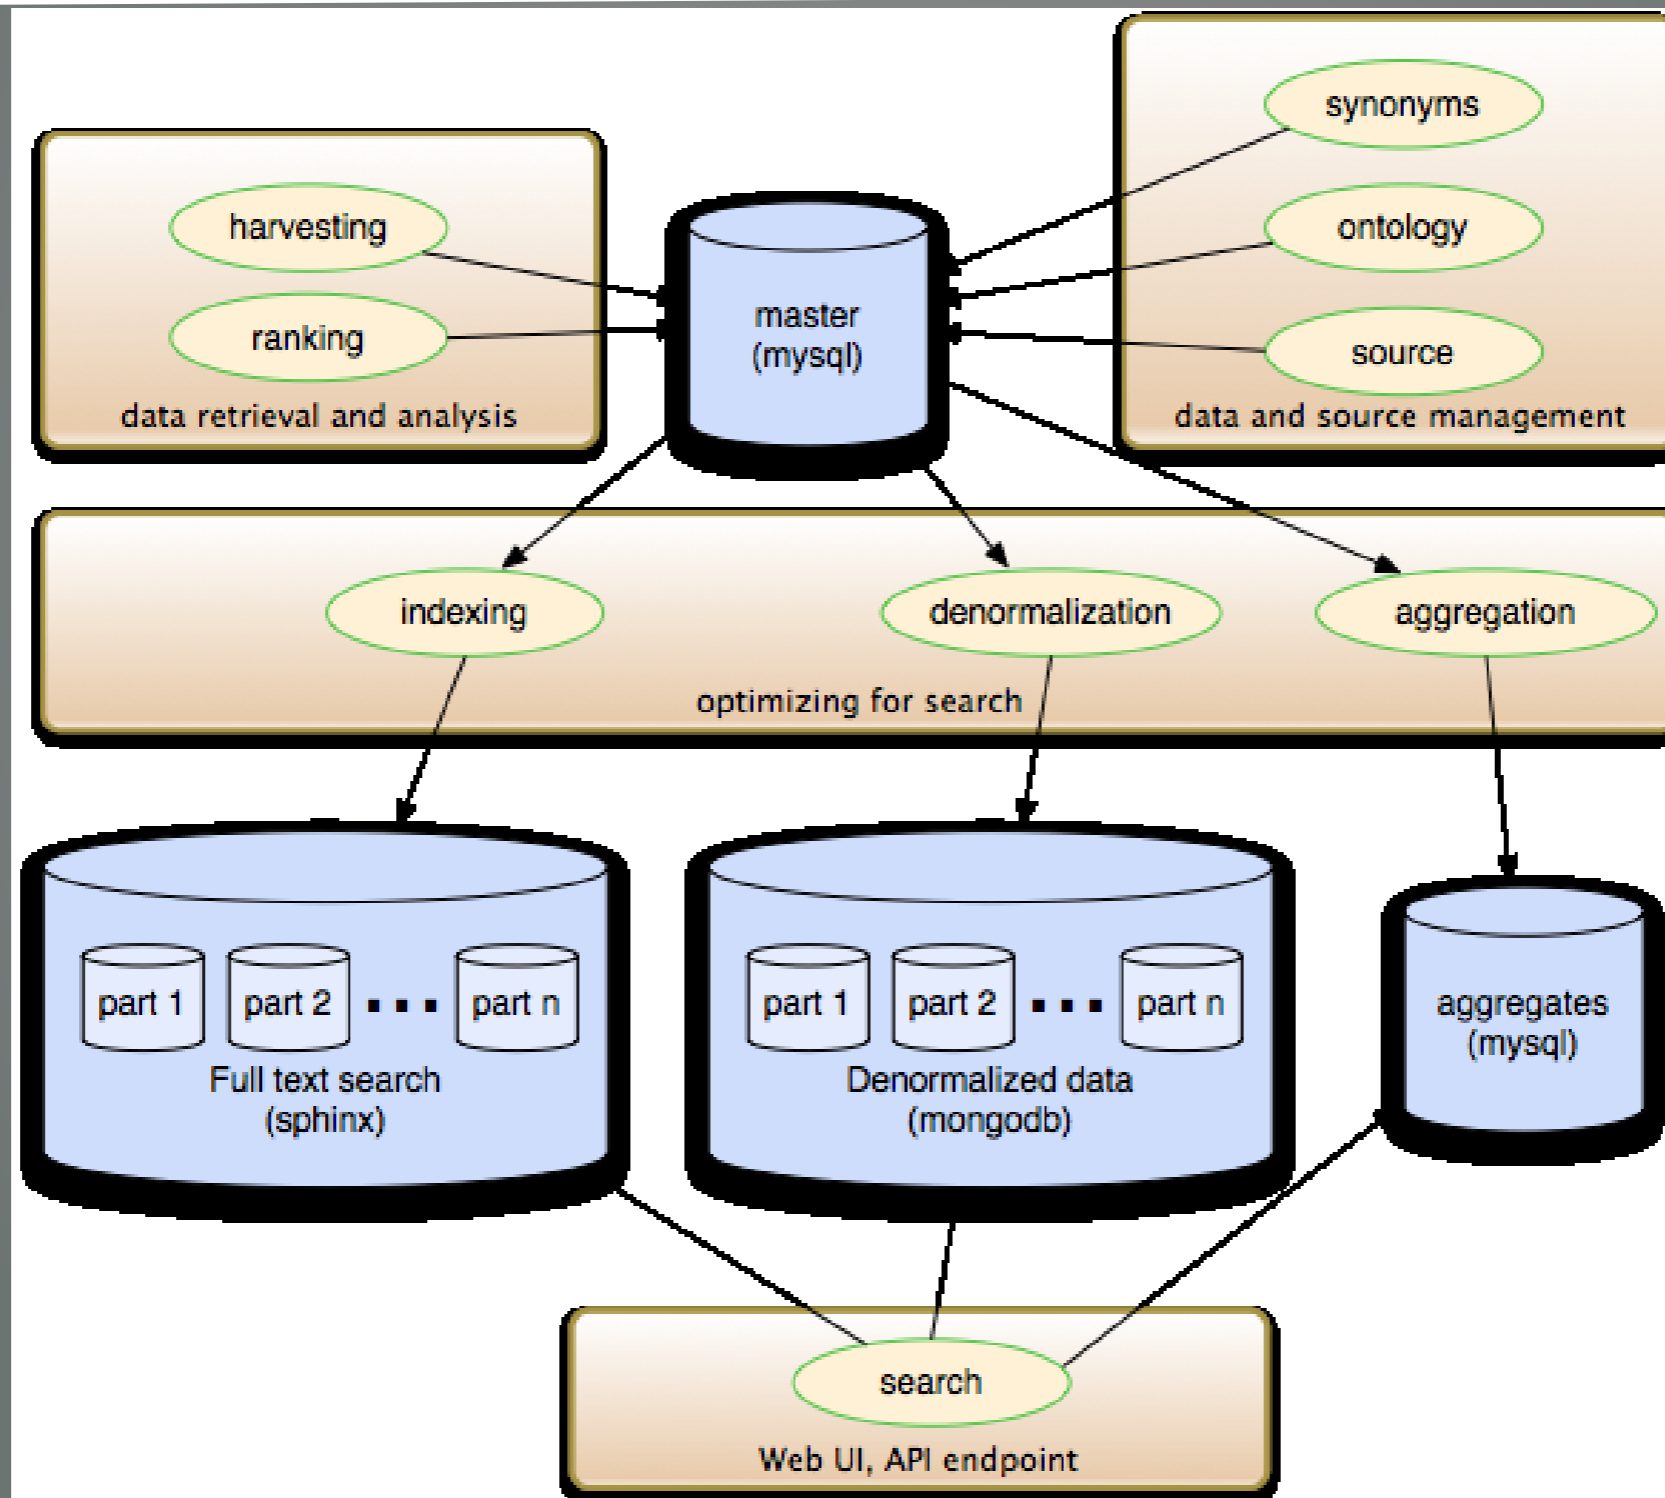 synonyms
harvesting
ontology
master
(mysql)
ranking
source
data retrieval and analysis
data and source management
indexing
denormalization
aggregation
optimizing for search
part 1
part 2
...
part n
Full text search
(sphinx)
part 1
part 2
...
part n
Denormalized data
(mongodb)
aggregates
(mysql)
search
Web UI, API endpoint